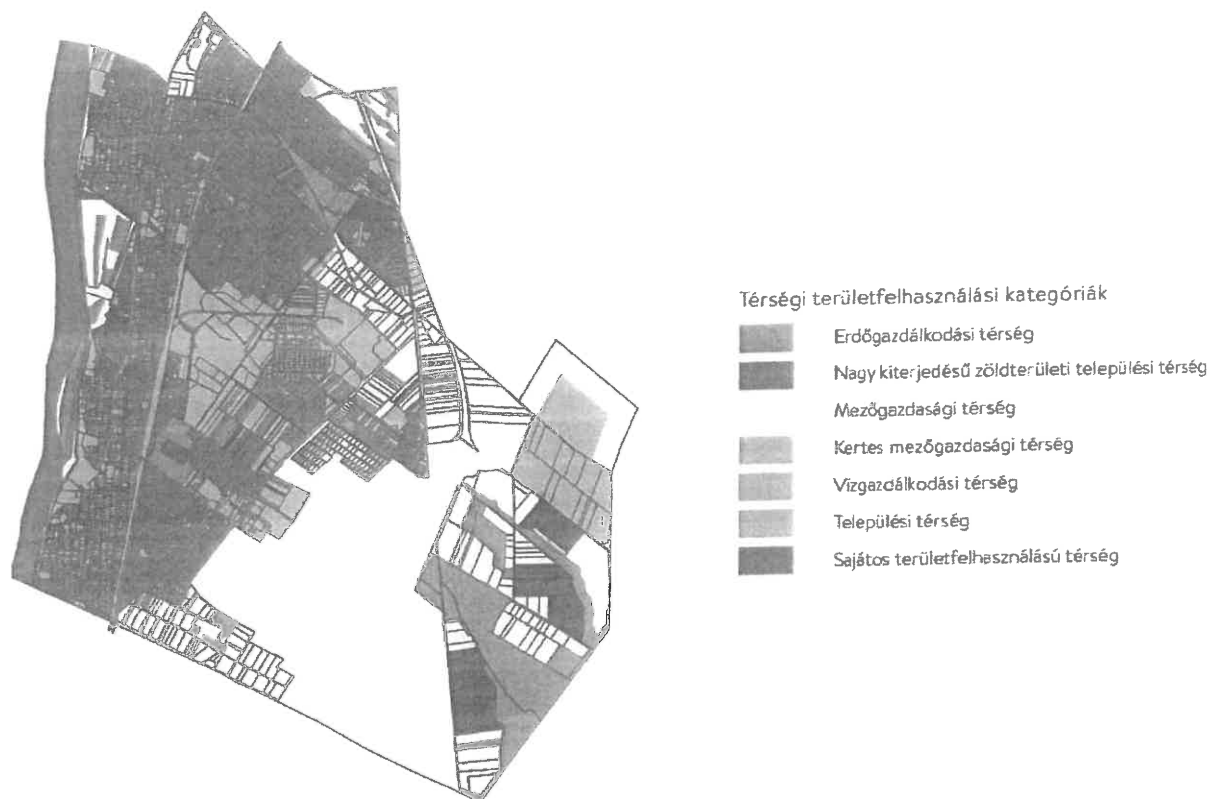 Térségi területfelhasználási kategóriák
Erdőgazdálkodási térség
Nagy kiterjedésű zöldterületi települési térség
Mezőgazdasági térség
Kertes mezőgazdasági térség
Vízgazdálkodási térség
Települési térség
Sajátos területfelhasználású térség